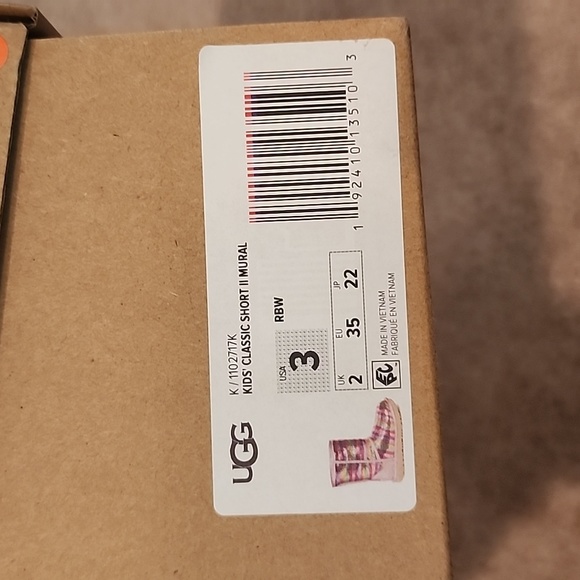 UGG
K / 1102717K
KIDS' CLASSIC SHORT II MURAL
USA
3
RBW
UK EU JP
2 35 22
MADE IN VIETNAM
FABRIQUÉ EN VIETNAM
1 92410 13510 3